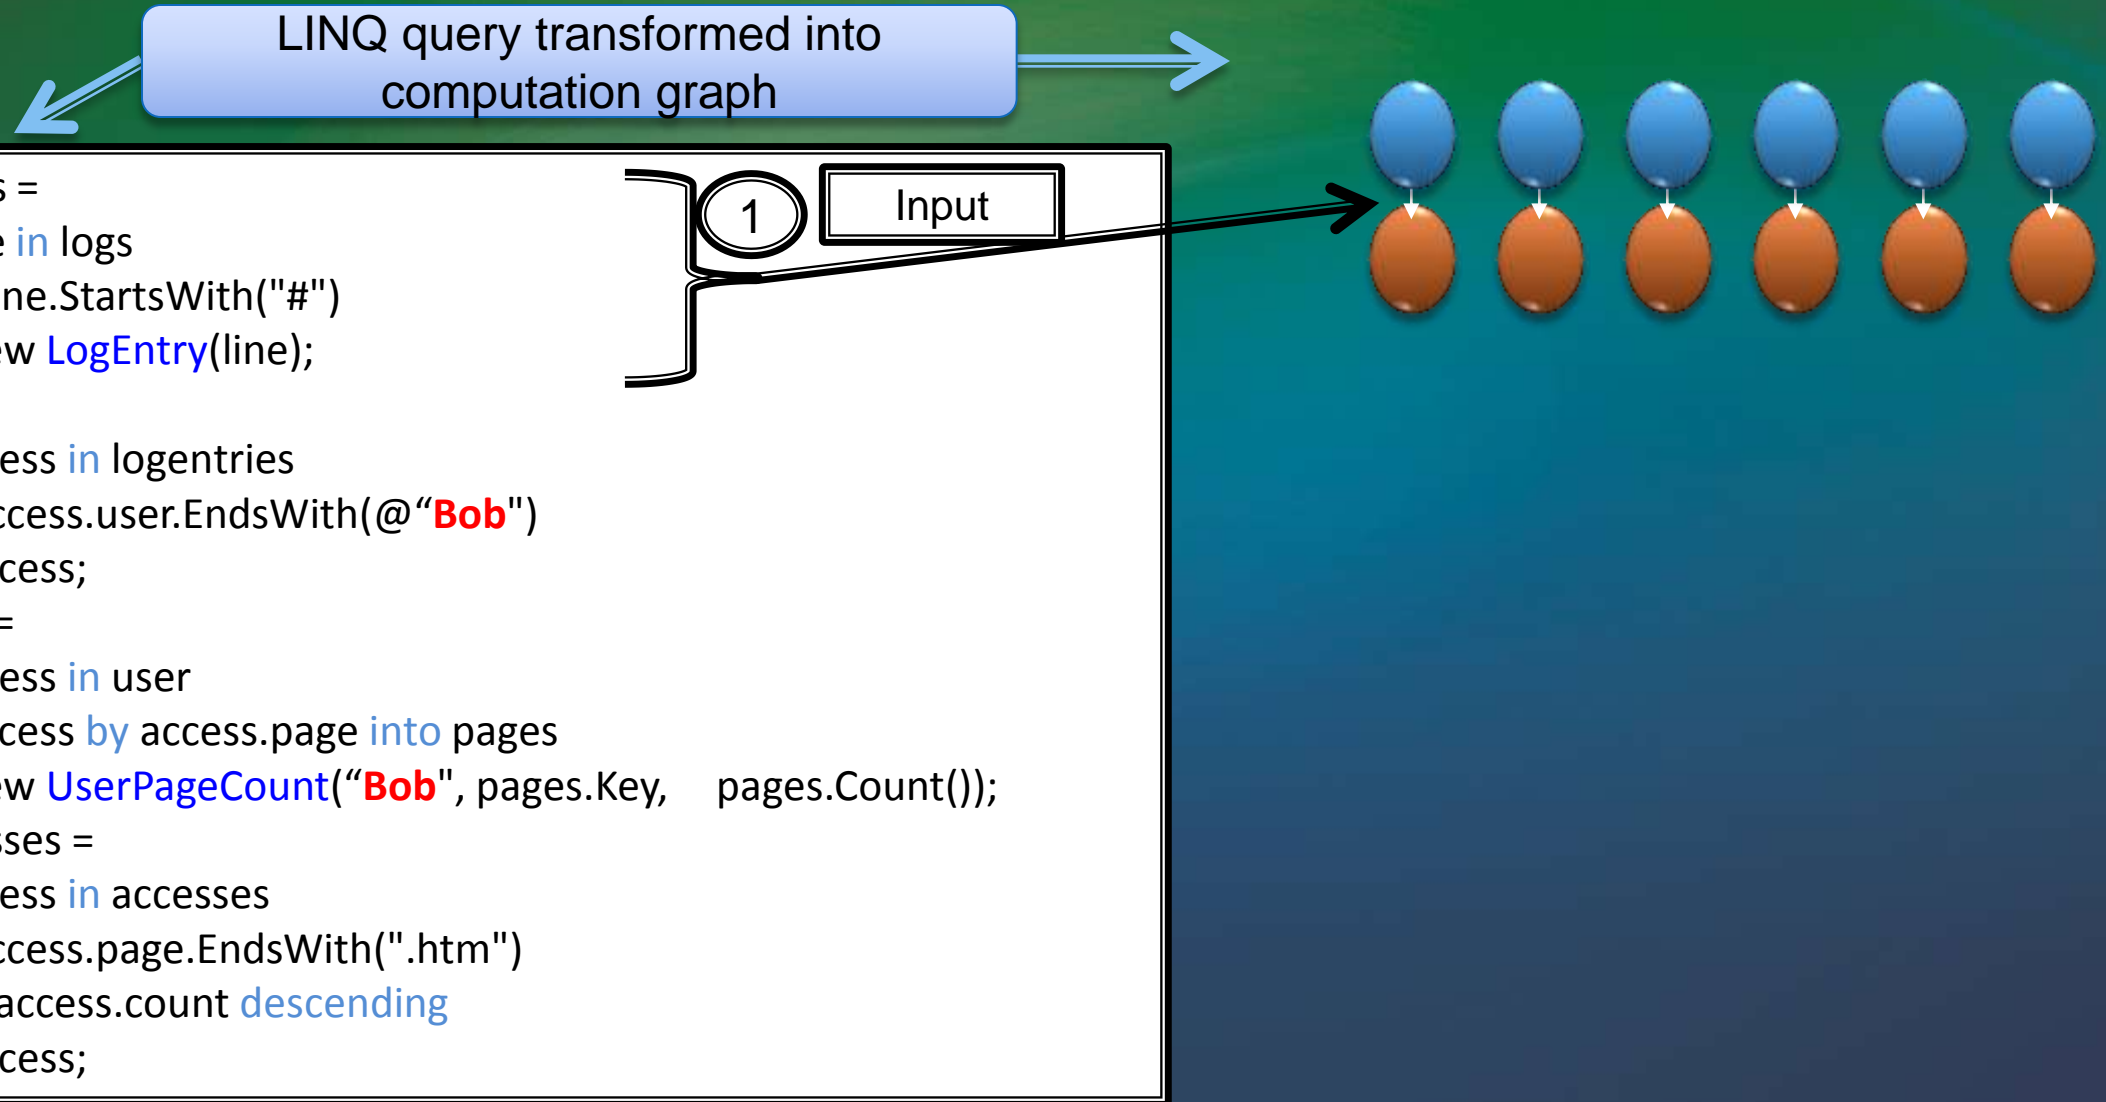 LINQ query transformed into
computation graph
s =
e in logs
ne.StartsWith("#")
ew LogEntry(line);
1
Input
ess in logentries
ccess.user.EndsWith(@“Bob")
cess;
=
ess in user
ccess by access.page into pages
ew UserPageCount(“Bob", pages.Key, pages.Count());
sses =
ess in accesses
ccess.page.EndsWith(".htm")
access.count descending
cess;